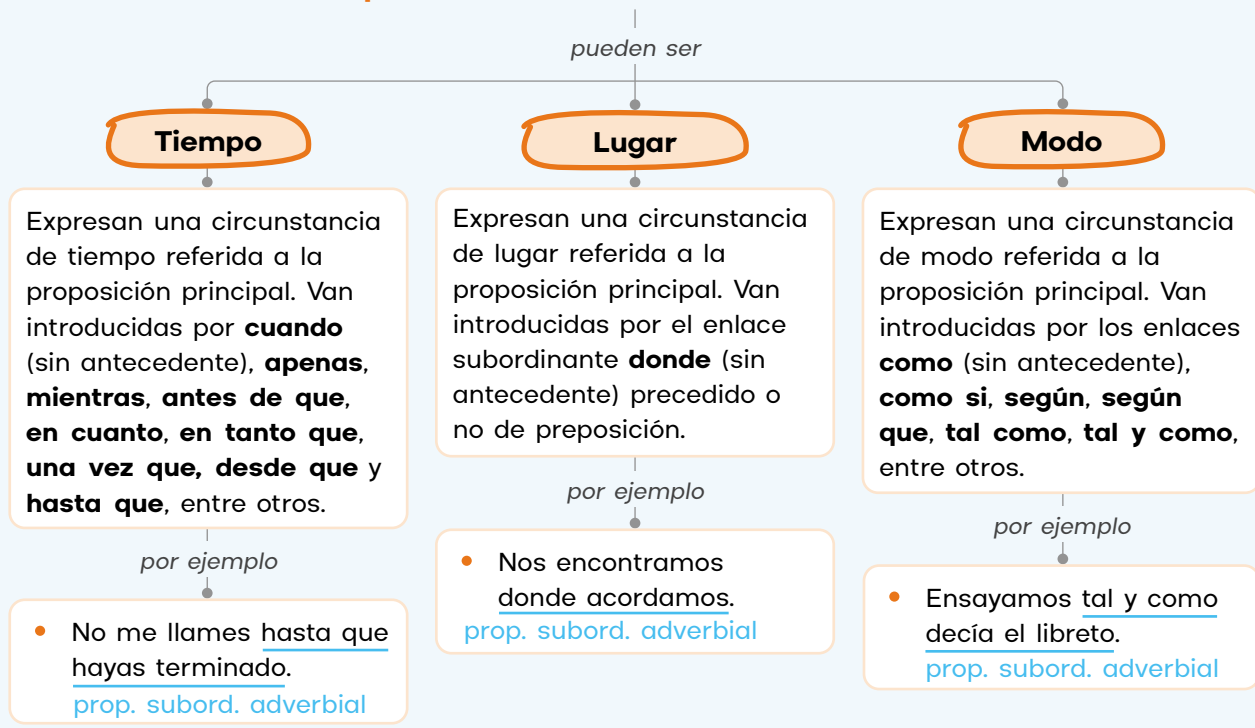 pueden ser
Tiempo
Expresan una circunstancia
de tiempo referida a la
proposición principal. Van
introducidas por cuando
(sin antecedente), apenas,
mientras, antes de que,
en cuanto, en tanto que,
una vez que, desde que y
hasta que, entre otros.
por ejemplo
• No me llames hasta que
hayas terminado.
prop. subord. adverbial
Lugar
Expresan una circunstancia
de lugar referida a la
proposición principal. Van
introducidas por el enlace
subordinante donde (sin
antecedente) precedido o
no de preposición.
por ejemplo
• Nos encontramos
donde acordamos.
prop. subord. adverbial
Modo
Expresan una circunstancia
de modo referida a la
proposición principal. Van
introducidas por los enlaces
como (sin antecedente),
como si, según, según
que, tal como, tal y como,
entre otros.
por ejemplo
• Ensayamos tal y como
decía el libreto.
prop. subord. adverbial